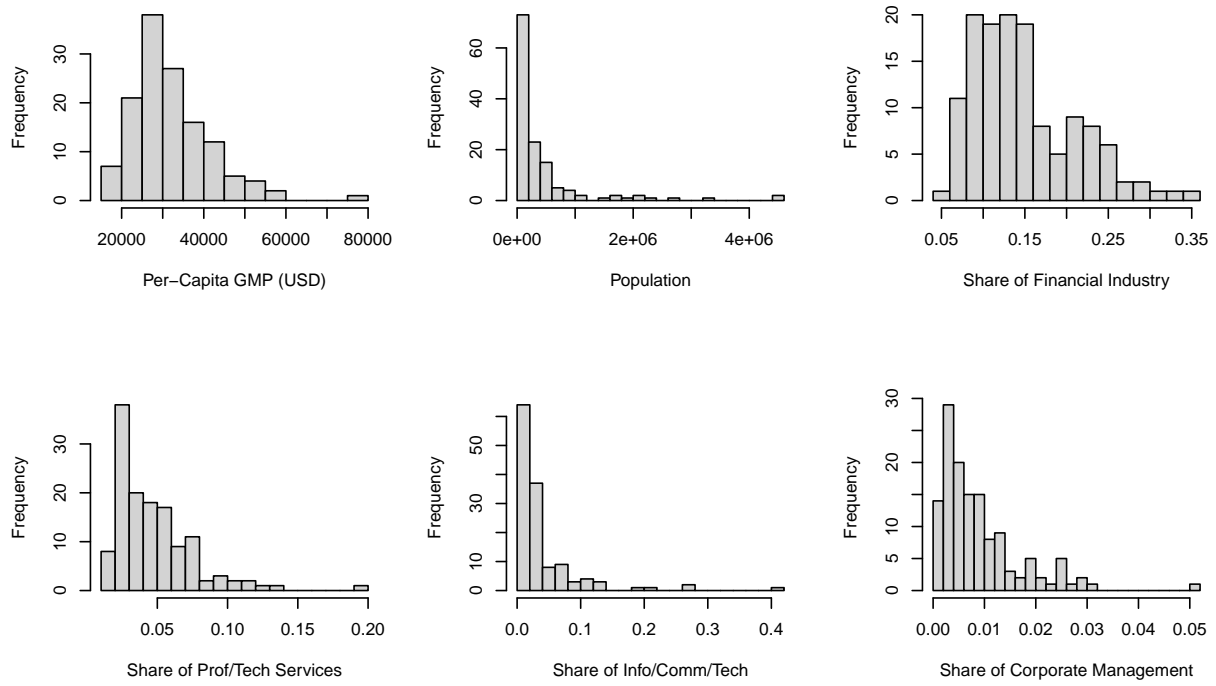 Frequency
0 10 20 30
20000 40000 60000 80000
Per−Capita GMP (USD)
Frequency
0 20 40 60
0e+00 2e+06 4e+06
Population
Frequency
0 5 10 15 20
0.05 0.15 0.25 0.35
Share of Financial Industry
Frequency
0 10 20 30
0.05 0.10 0.15 0.20
Share of Prof/Tech Services
Frequency
0 10 30 50
0.0 0.1 0.2 0.3 0.4
Share of Info/Comm/Tech
Frequency
0 5 10 20 30
0.00 0.01 0.02 0.03 0.04 0.05
Share of Corporate Management